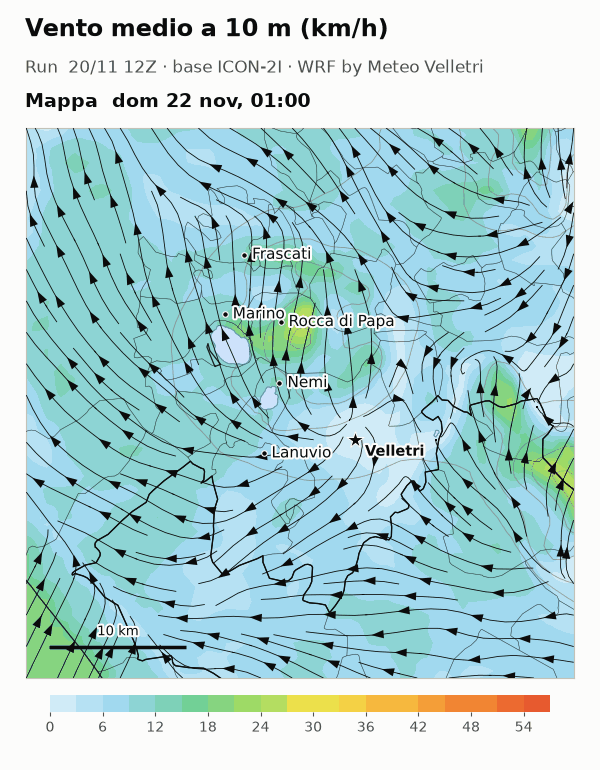 Vento medio a 10 m (km/h)
Run  20/11 12Z · base ICON-2I · WRF by Meteo Velletri
Mappa  dom 22 nov, 01:00
Frascati
Marino
Rocca di Papa
Nemi
Velletri
Lanuvio
10 km
0 6 12 18 24 30 36 42 48 54